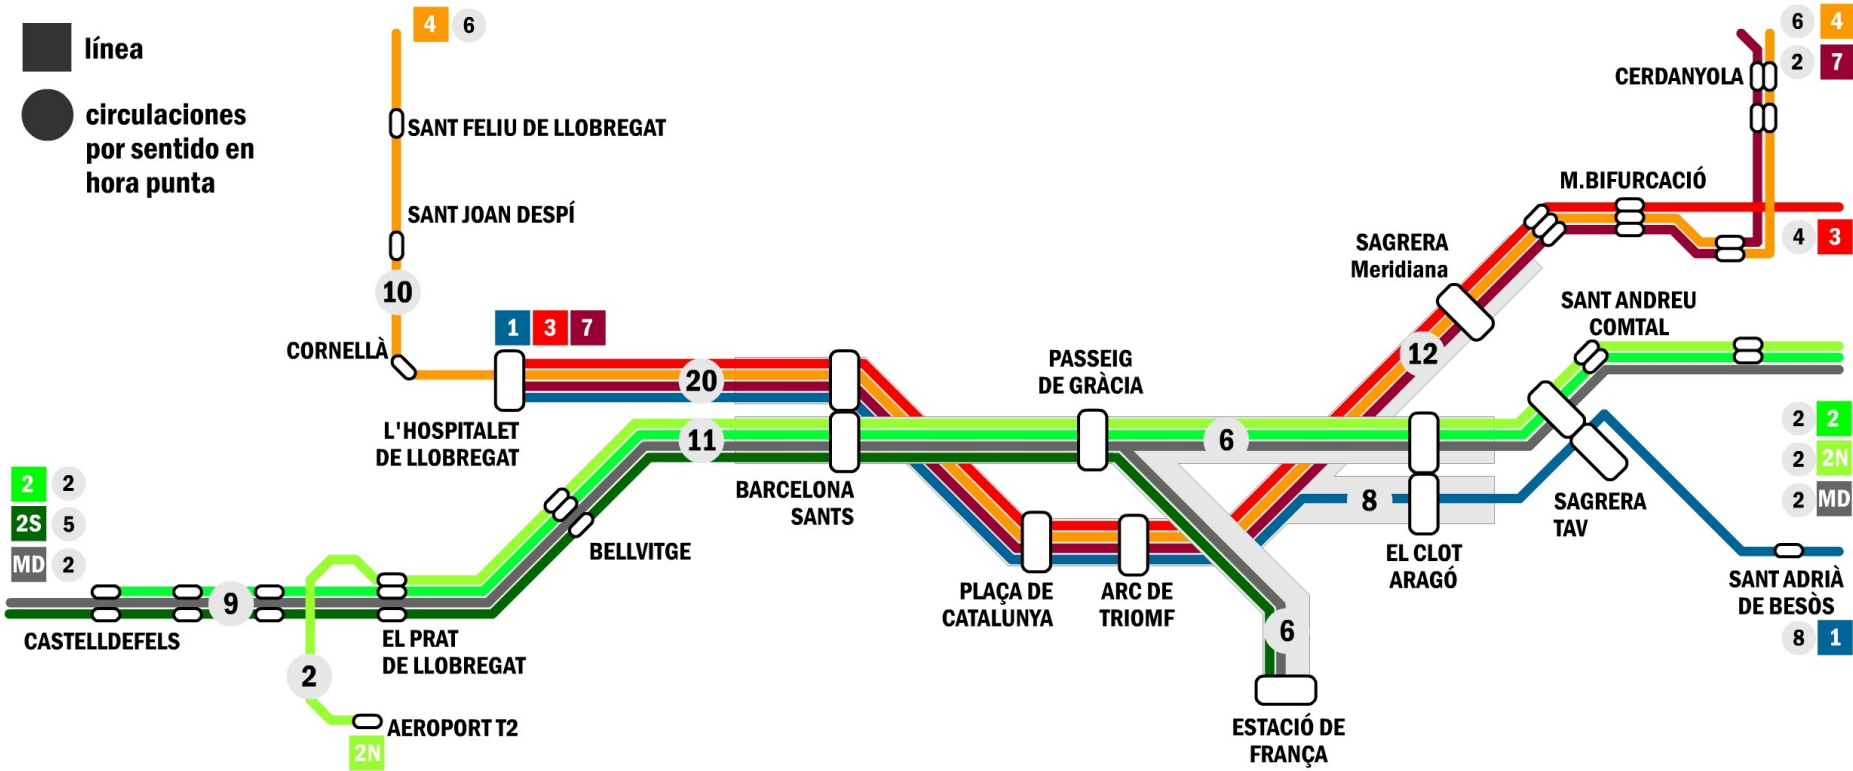 línea
circulaciones
por sentido en
hora punta
4 6
SANT FELIU DE LLOBREGAT
SANT JOAN DESPÍ
10
CORNELLÀ
1 3 7
L'HOSPITALET
DE LLOBREGAT
20
11
BARCELONA
SANTS
PASSEIG
DE GRÀCIA
6
12
SAGRERA
Meridiana
M.BIFURCACIÓ
CERDANYOLA
6 4
2 7
4 3
SANT ANDREU
COMTAL
2 2
2 2N
2 MD
SAGRERA
TAV
8
EL CLOT
ARAGÓ
SANT ADRIÀ
DE BESÒS
8 1
PLAÇA DE
CATALUNYA
ARC DE
TRIOMF
6
ESTACIÓ DE
FRANÇA
2 2
2S 5
MD 2
BELLVITGE
9
CASTELLDEFELS
EL PRAT
DE LLOBREGAT
2
AEROPORT T2
2N